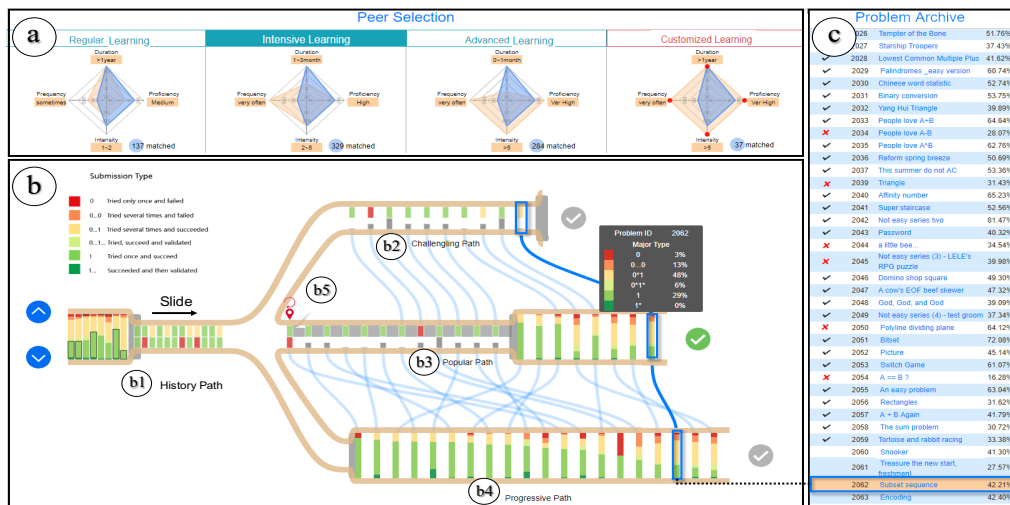 a
Peer Selection
Regular Learning
Intensive Learning
Advanced Learning
Customized Learning
Duration
>1year
Frequency
sometimes
Proficiency
Medium
Intensity
1~2
137 matched
Duration
1~3month
Frequency
very often
Proficiency
High
Intensity
2~5
329 matched
Duration
0~1month
Frequency
very often
Proficiency
Ver High
Intensity
>5
284 matched
Duration
>1year
Frequency
very often
Proficiency
Ver High
Intensity
>5
37 matched
b
Submission Type
0 Tried only once and failed
0...0 Tried several times and failed
0...1 Tried several times and succeeded
0...1... Tried, succeed and validated
1 Tried once and succeed
1... Succeeded and then validated
b2
Challenging Path
Problem ID 2062
Major Type
0 3%
0...0 13%
0*1 48%
0*1* 6%
1 29%
1* 0%
b5
Slide
b1
History Path
b3
Popular Path
b4
Progressive Path
c
Problem Archive
2026 Tempter of the Bone 51.76%
2027 Starship Troopers 37.43%
2028 Lowest Common Multiple Plus 41.62%
2029 Palindromes _easy version 60.74%
2030 Chinese word statistic 52.74%
2031 Binary conversion 53.75%
2032 Yang Hui Triangle 39.89%
2033 People love A+B 64.64%
2034 People love A-B 28.07%
2035 People love A^B 62.76%
2036 Reform spring breeze 50.69%
2037 This summer do not AC 53.36%
2039 Triangle 31.43%
2040 Affinity number 65.23%
2041 Super staircase 52.56%
2042 Not easy series two 81.47%
2043 Password 40.32%
2044 a little bee... 34.54%
2045 Not easy series (3) - LELE's RPG puzzle 39.98%
2046 Domino shop square 49.30%
2047 A cow's EOF beef skewer 47.32%
2048 God, God, and God 39.09%
2049 Not easy series (4) - test groom 37.34%
2050 Polyline dividing plane 64.12%
2051 Bitset 72.08%
2052 Picture 45.14%
2053 Switch Game 61.07%
2054 A == B ? 16.28%
2055 An easy problem 63.04%
2056 Rectangles 31.62%
2057 A + B Again 41.79%
2058 The sum problem 30.72%
2059 Tortoise and rabbit racing 33.38%
2060 Snooker 41.30%
2061 Treasure the new start, freshmen! 27.57%
2062 Subset sequence 42.21%
2063 Encoding 42.40%